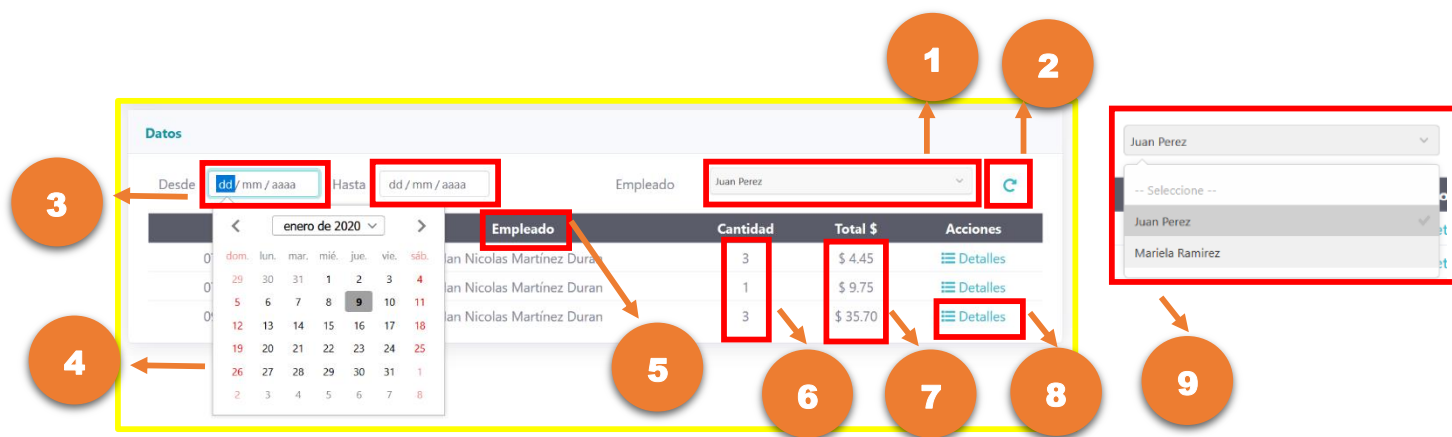 1
2
Datos
Juan Perez
3
Desde
dd / mm / aaaa
Hasta
dd / mm / aaaa
Empleado
Juan Perez
-- Seleccione --
Juan Perez
Mariela Ramirez
enero de 2020
Empleado
Cantidad
Total $
Acciones
dom. lun. mar. mié. jue. vie. sáb.
29 30 31 1 2 3 4
5 6 7 8 9 10 11
12 13 14 15 16 17 18
19 20 21 22 23 24 25
26 27 28 29 30 31 1
2 3 4 5 6 7 8
Nicolas Martínez Duran
3
$ 4.45
Detalles
Nicolas Martínez Duran
1
$ 9.75
Detalles
Nicolas Martínez Duran
3
$ 35.70
Detalles
4
5
6
7
8
9